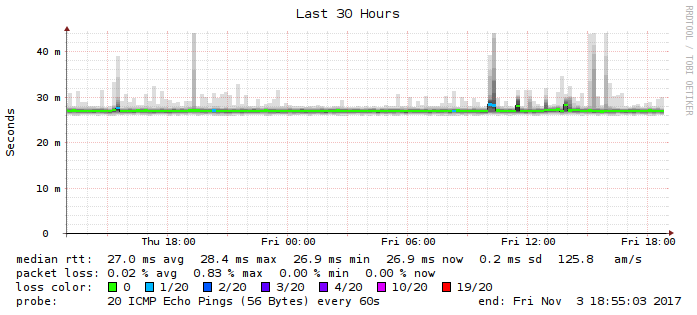 Last 30 Hours
RRDTOOL / TOBI OETIKER
Seconds
40 m
30 m
20 m
10 m
0
Thu 18:00 Fri 00:00 Fri 06:00 Fri 12:00 Fri 18:00
median rtt: 27.0 ms avg 28.4 ms max 26.9 ms min 26.9 ms now 0.2 ms sd 125.8 am/s
packet loss: 0.02 % avg 0.83 % max 0.00 % min 0.00 % now
loss color: 0 1/20 2/20 3/20 4/20 10/20 19/20
probe: 20 ICMP Echo Pings (56 Bytes) every 60s end: Fri Nov 3 18:55:03 2017